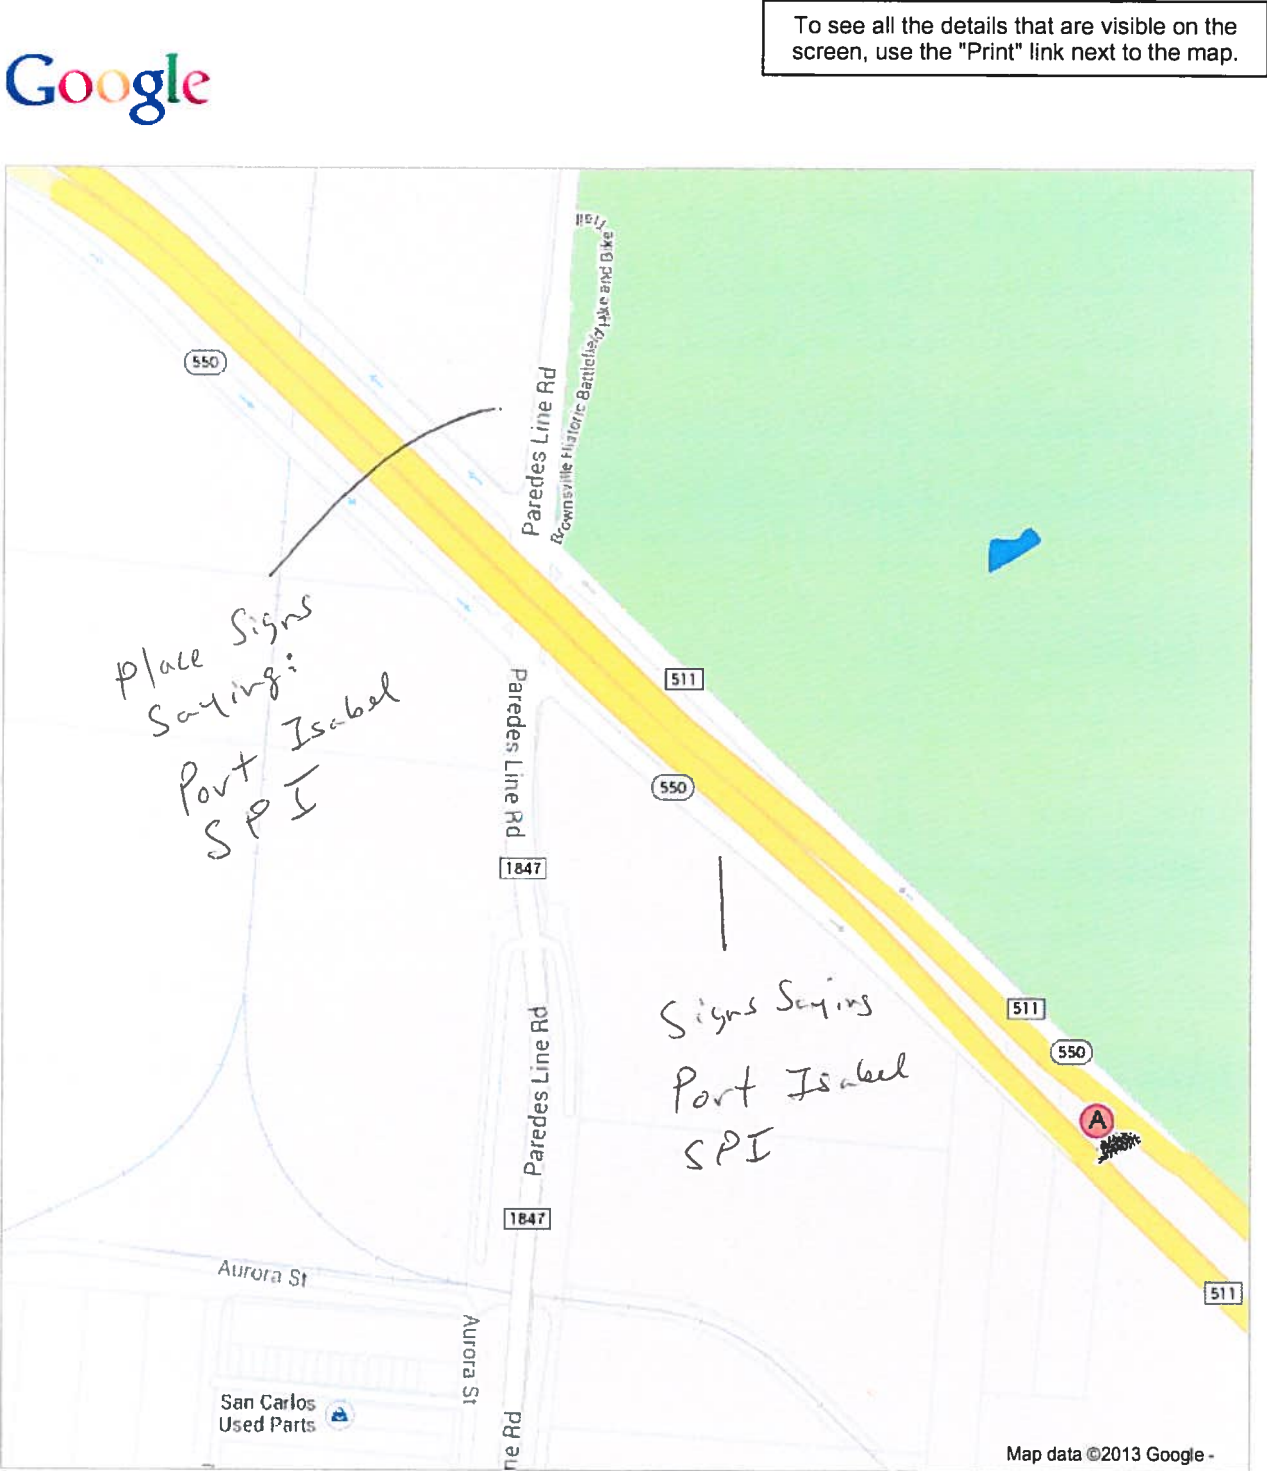 To see all the details that are visible on the
screen, use the "Print" link next to the map.
Google
Trail
Brownsville Historic Battlefield Hike and Bike
550
Paredes Line Rd
Place Signs
Saying:
Port Isabel
SPI
511
Paredes Line Rd
550
1847
Signs Saying
Port Isabel
SPI
Paredes Line Rd
511
550
A
1847
Aurora St
511
Aurora St
San Carlos
Used Parts
ne Rd
Map data ©2013 Google -